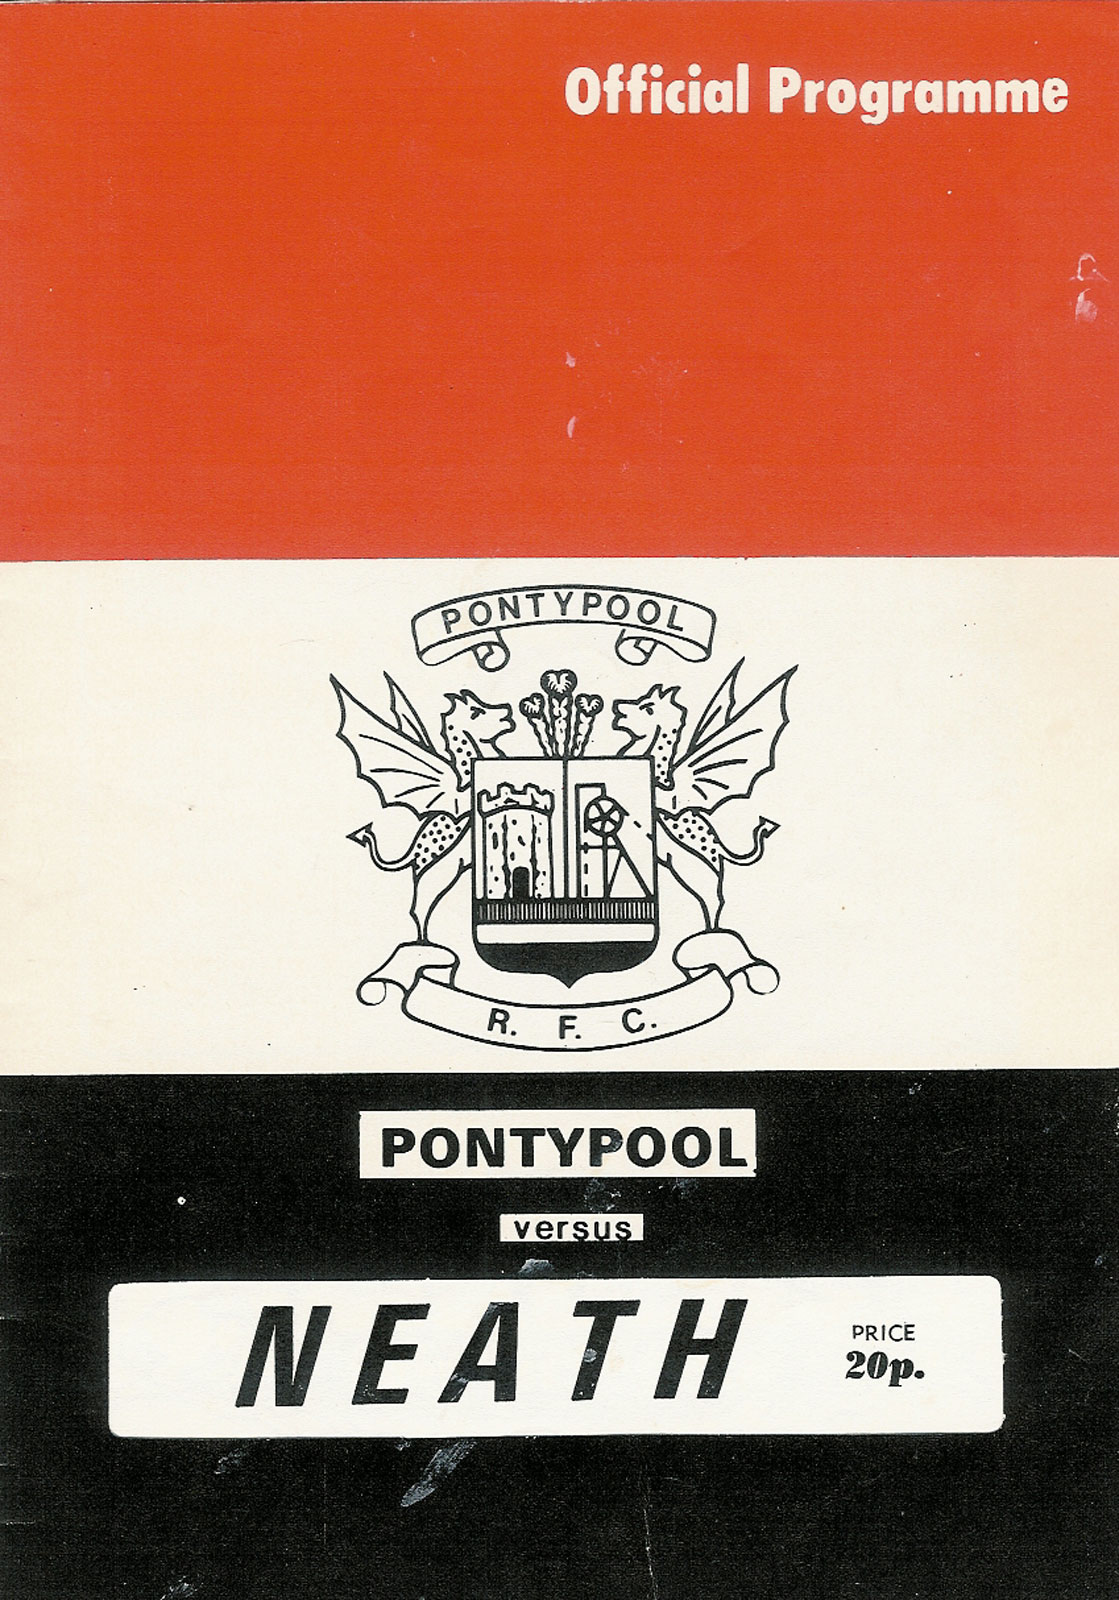 Official Programme
PONTYPOOL
R. F. C.
PONTYPOOL
versus
NEATH
PRICE
20p.